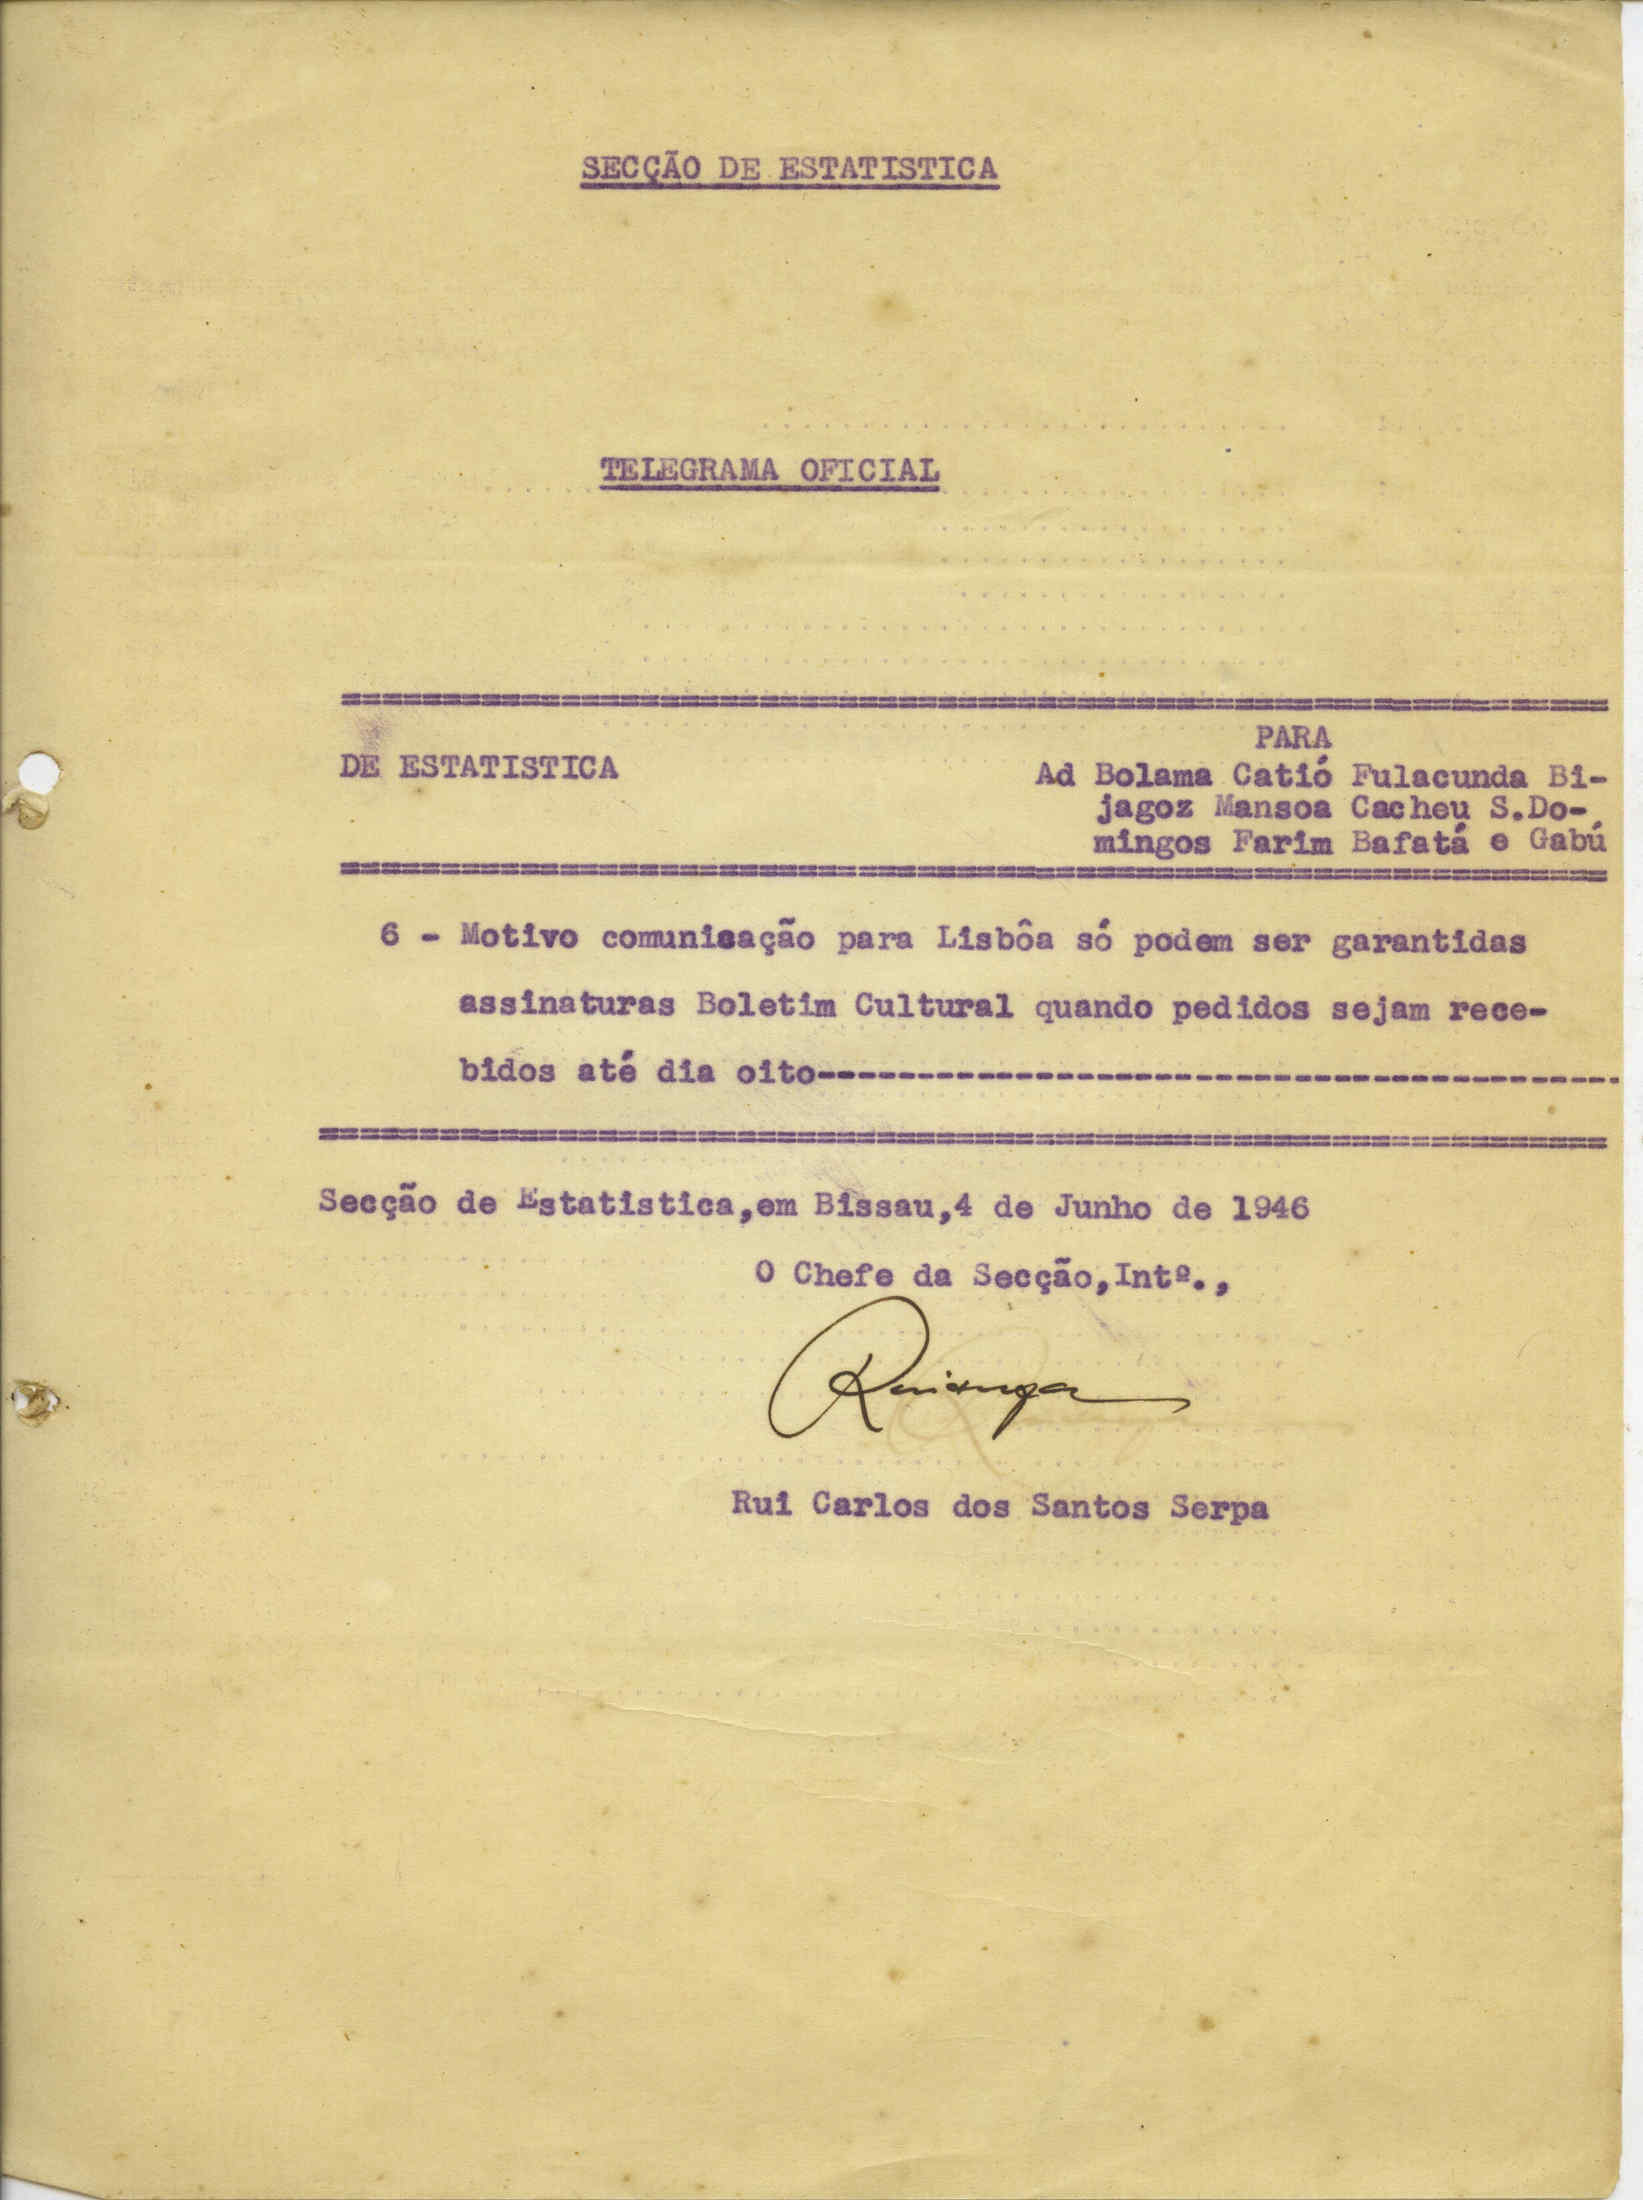 SECÇÃO DE ESTATISTICA
TELEGRAMA OFICIAL
PARA
DE ESTATISTICA
Ad Bolama Catió Fulacunda Bi-
jagoz Mansoa Cacheu S.Do-
mingos Farim Bafatá e Gabú
6 - Motivo comunicação para Lisbôa só podem ser garantidas
assinaturas Boletim Cultural quando pedidos sejam rece-
bidos até dia oito----------------------------------------
Secção de Estatistica,em Bissau,4 de Junho de 1946
O Chefe da Secção,Intº.,
Rui Carlos dos Santos Serpa